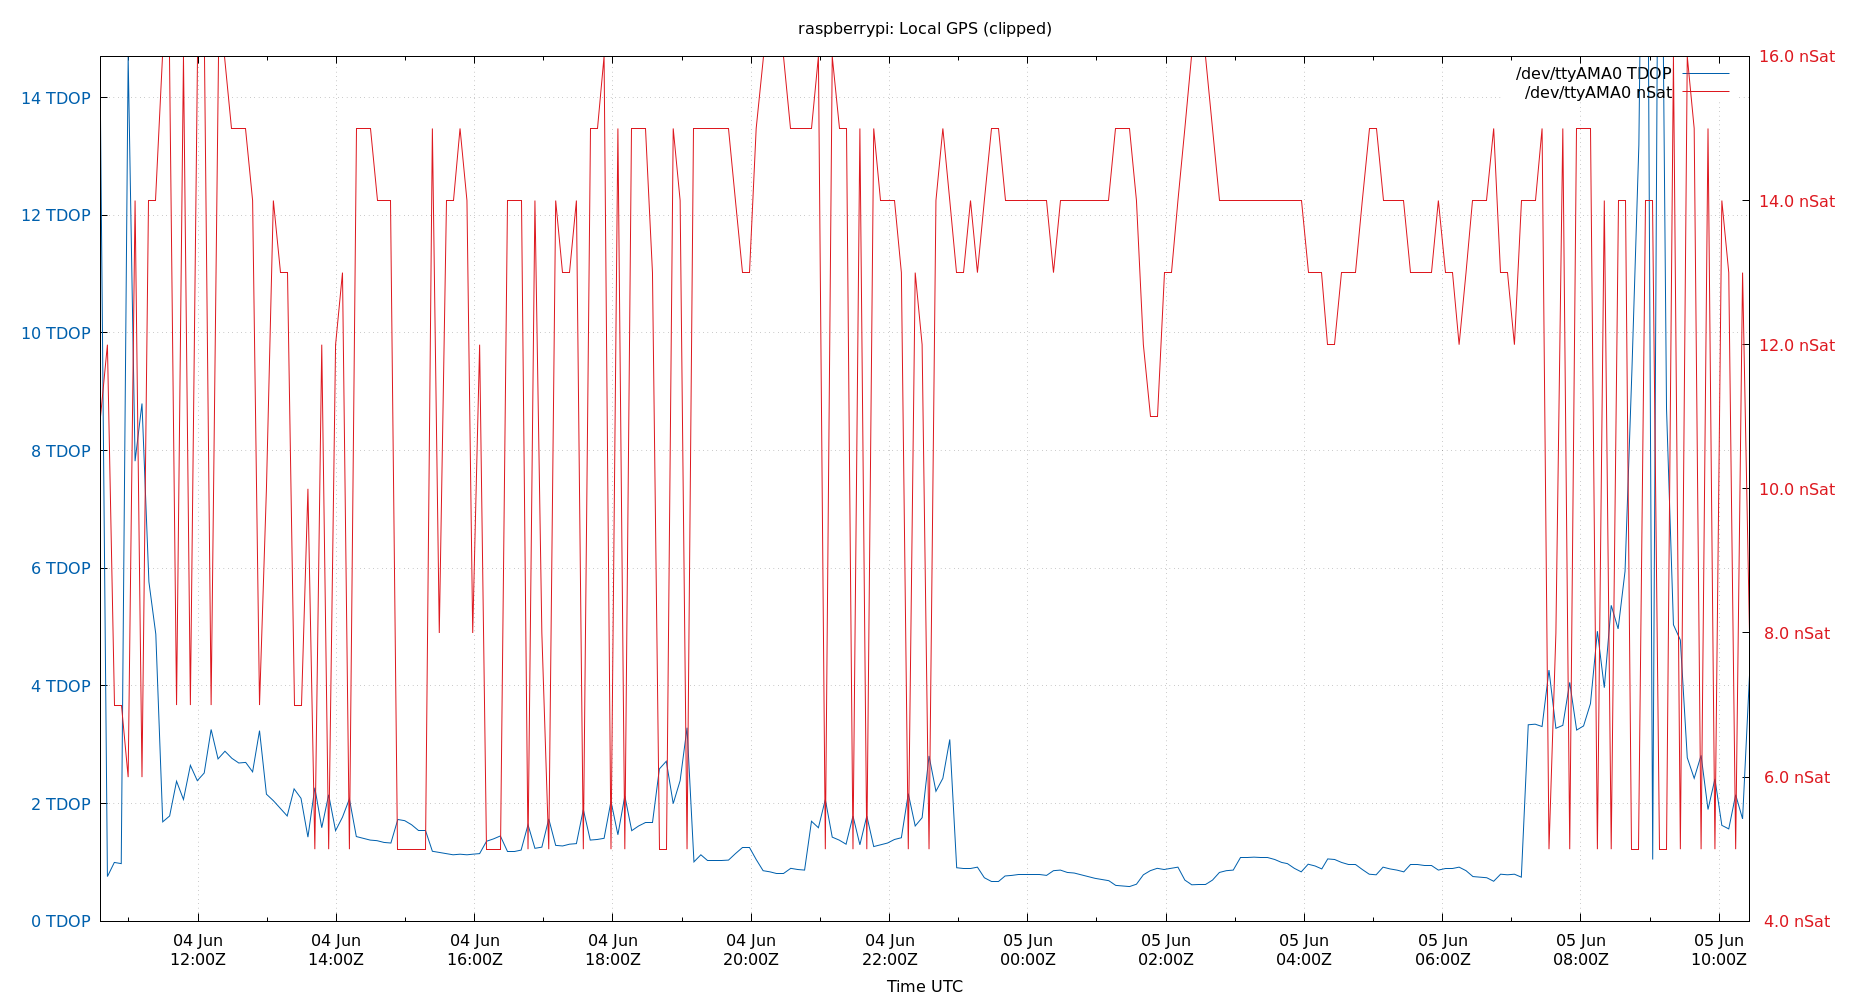 raspberrypi: Local GPS (clipped)
/dev/ttyAMA0 TDOP
/dev/ttyAMA0 nSat
14 TDOP
12 TDOP
10 TDOP
8 TDOP
6 TDOP
4 TDOP
2 TDOP
0 TDOP
16.0 nSat
14.0 nSat
12.0 nSat
10.0 nSat
8.0 nSat
6.0 nSat
4.0 nSat
04 Jun
12:00Z
04 Jun
14:00Z
04 Jun
16:00Z
04 Jun
18:00Z
04 Jun
20:00Z
04 Jun
22:00Z
05 Jun
00:00Z
05 Jun
02:00Z
05 Jun
04:00Z
05 Jun
06:00Z
05 Jun
08:00Z
05 Jun
10:00Z
Time UTC